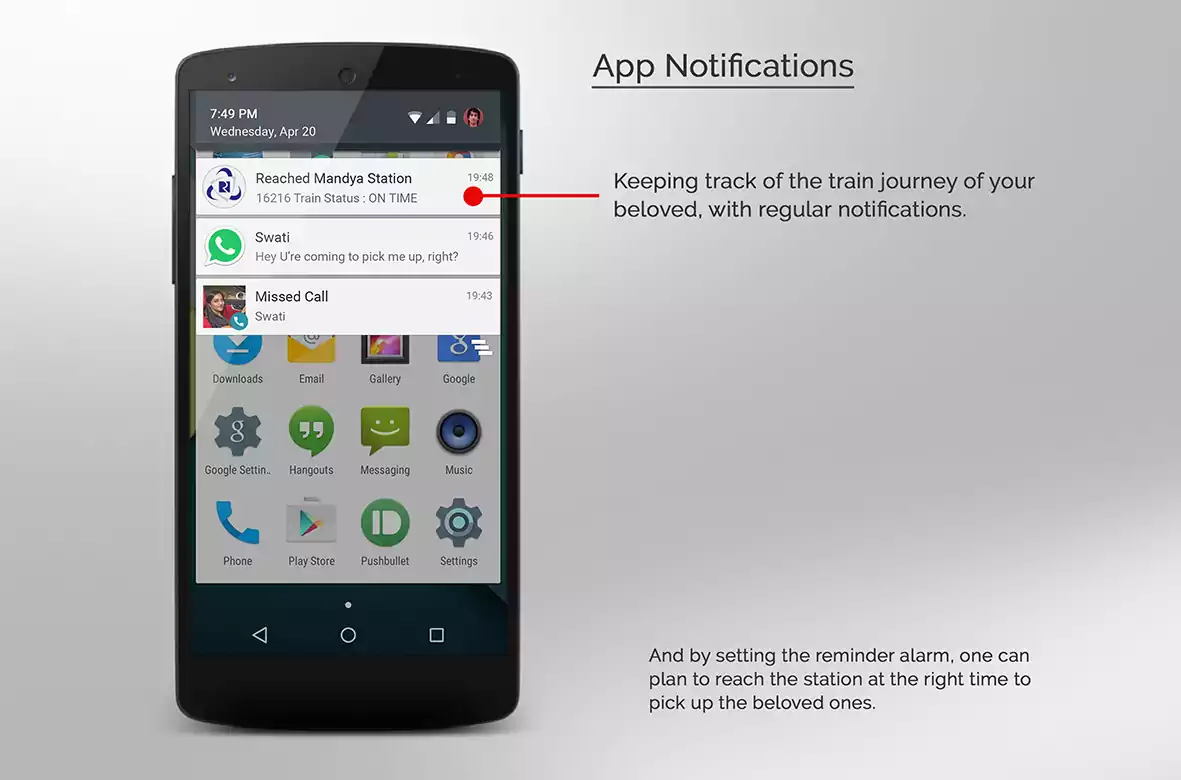 App Notifications
7:49 PM
Wednesday, Apr 20
Reached Mandya Station 19:48
16216 Train Status : ON TIME
Swati 19:46
Hey U're coming to pick me up, right?
Missed Call 19:43
Swati
Downloads Email Gallery Google
Google Settin.. Hangouts Messaging Music
Phone Play Store Pushbullet Settings
Keeping track of the train journey of your
beloved, with regular notifications.
And by setting the reminder alarm, one can
plan to reach the station at the right time to
pick up the beloved ones.